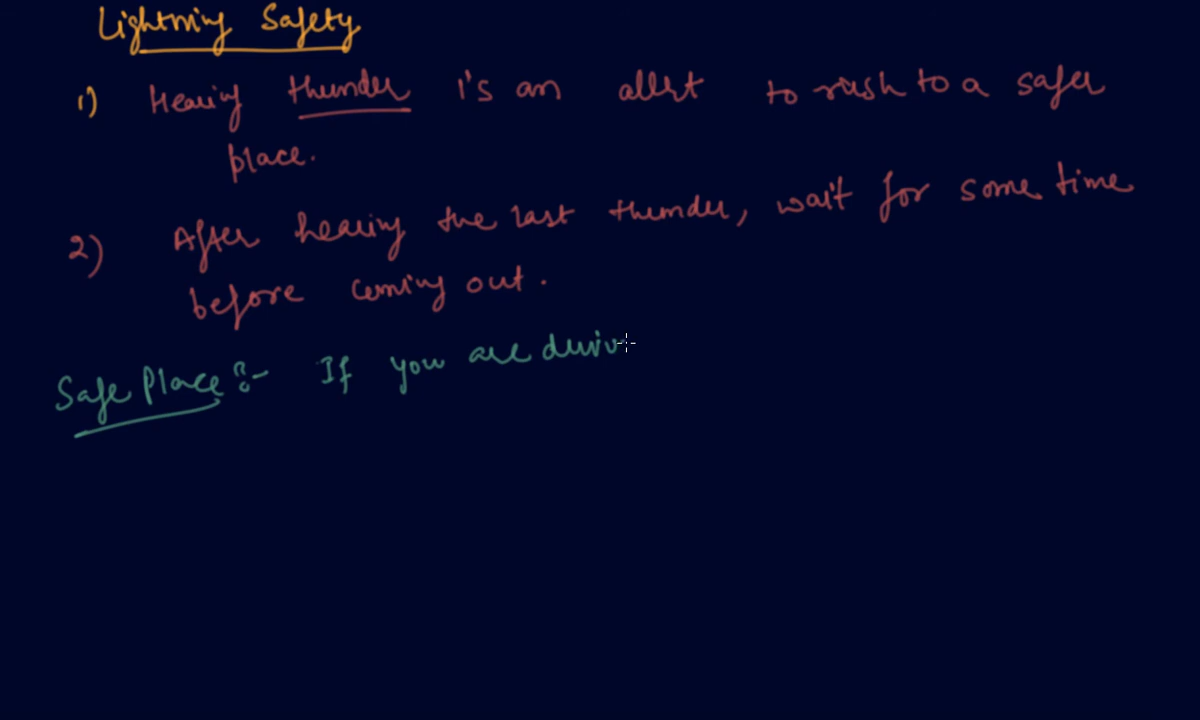 Lightning Safety
1) Hearing thunder is an alert to rush to a safer
place.
2) After hearing the last thunder, wait for some time
before coming out.
Safe Place :- If you are driv